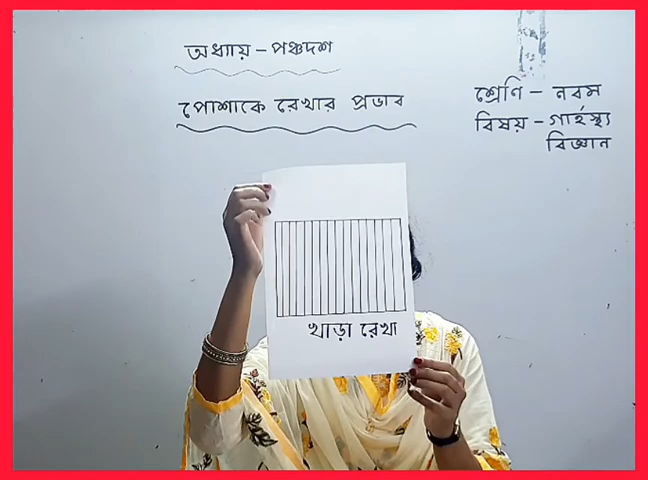 অধ্যায় – পঞ্চদশ
পোশাকে রেখার প্রভাব
শ্রেণি – নবম
বিষয় – গার্হস্থ্য
বিজ্ঞান
খাড়া রেখা